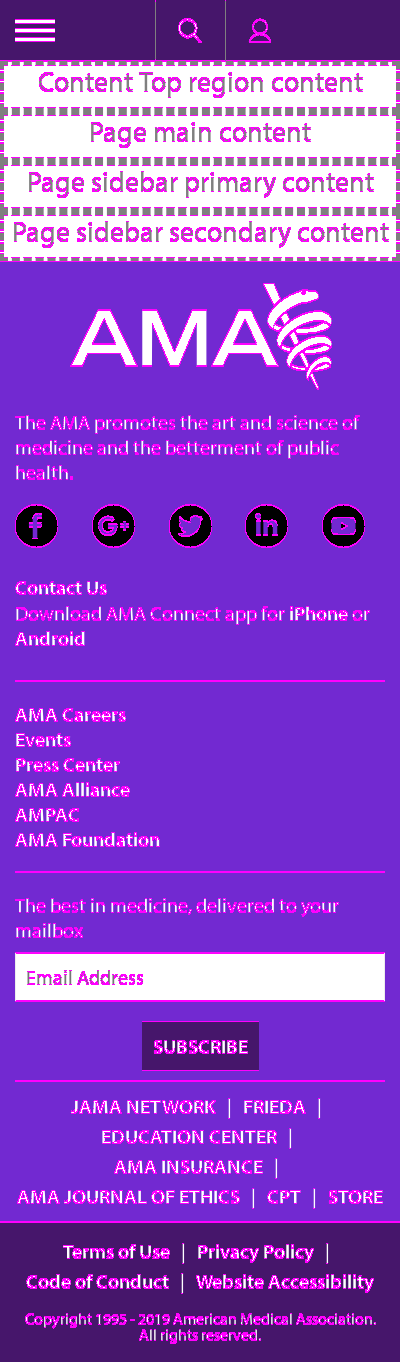 Content Top region content
Page main content
Page sidebar primary content
Page sidebar secondary content
AMA
The AMA promotes the art and science of
medicine and the betterment of public
health.
f G+ in
Contact Us
Download AMA Connect app for iPhone or
Android
AMA Careers
Events
Press Center
AMA Alliance
AMPAC
AMA Foundation
The best in medicine, delivered to your
mailbox
Email Address
SUBSCRIBE
JAMA NETWORK | FRIEDA |
EDUCATION CENTER |
AMA INSURANCE |
AMA JOURNAL OF ETHICS | CPT | STORE
Terms of Use | Privacy Policy |
Code of Conduct | Website Accessibility
Copyright 1995 - 2019 American Medical Association.
All rights reserved.